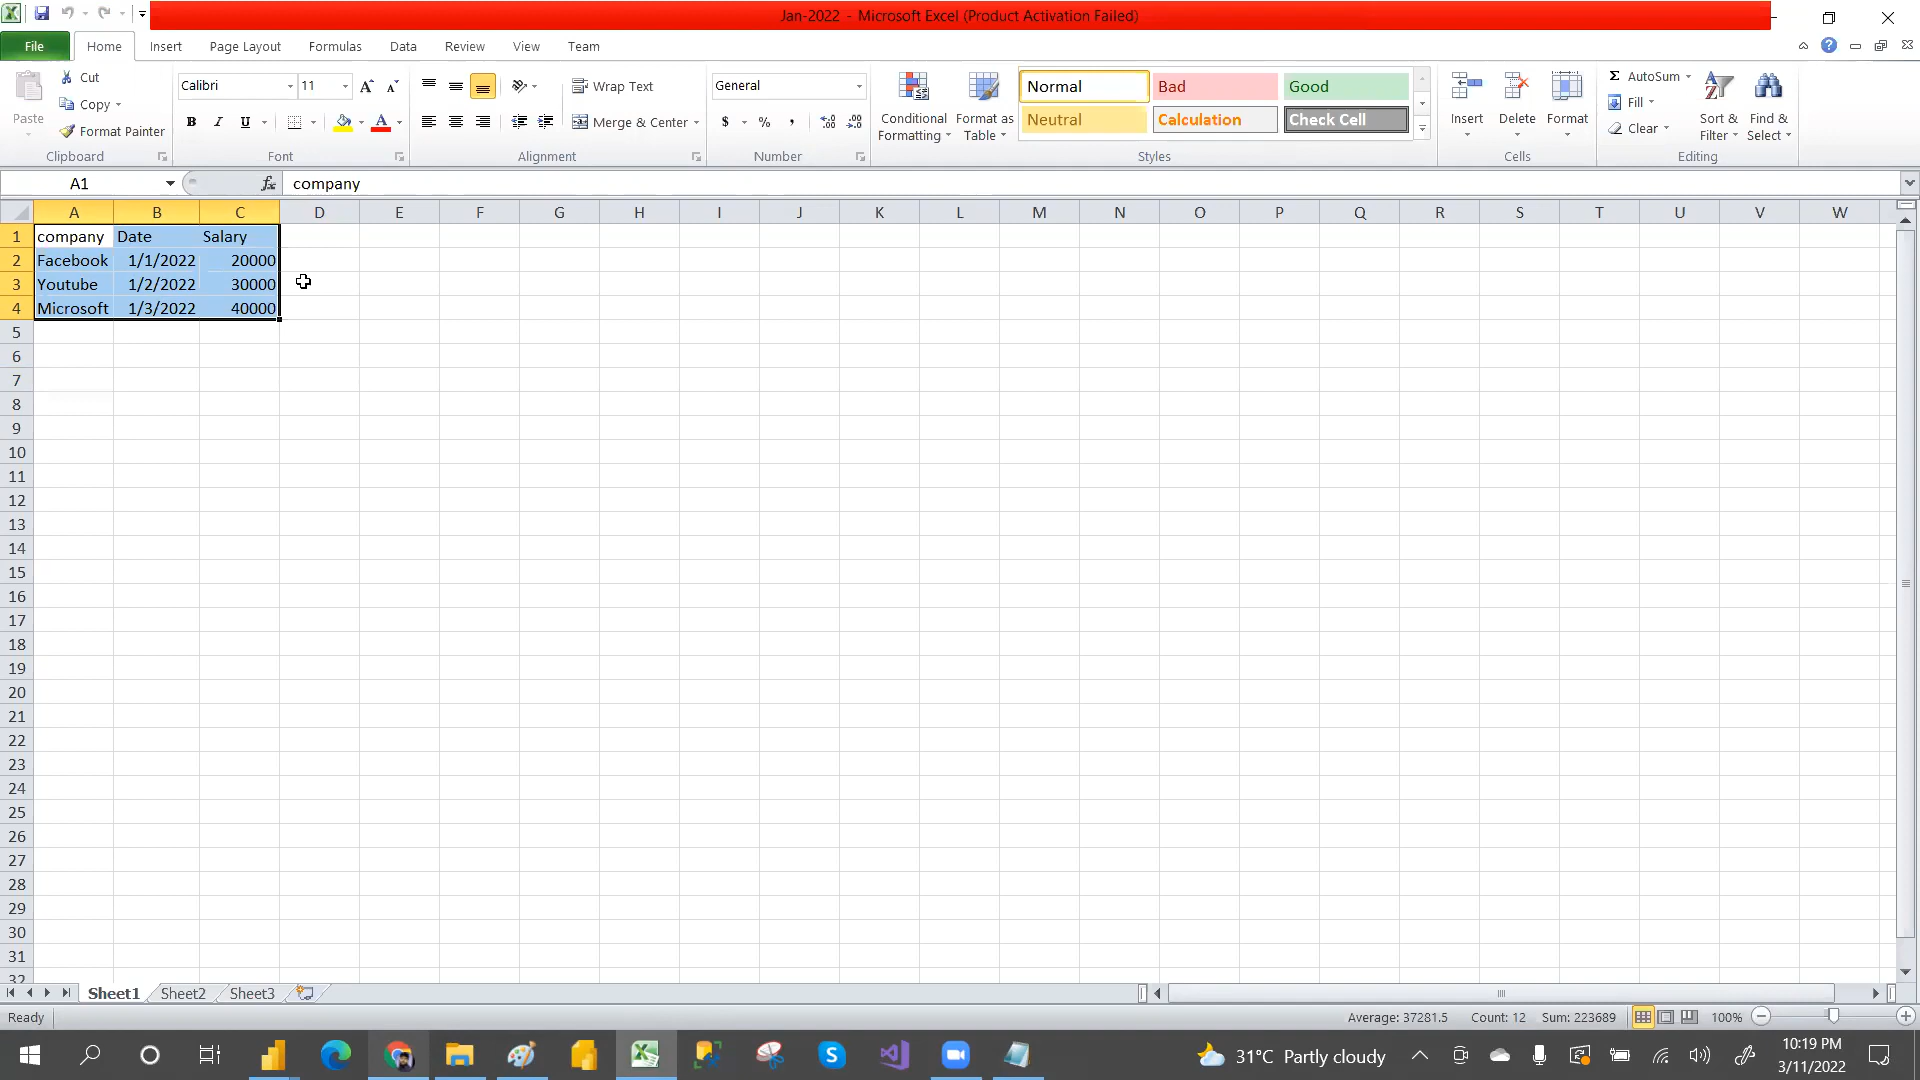 Jan-2022 - Microsoft Excel (Product Activation Failed)
File Home Insert Page Layout Formulas Data Review View Team
Paste
Cut
Copy
Format Painter
Clipboard
Calibri 11
B I U
Font
Wrap Text
Merge & Center
Alignment
General
$ % ,
Number
Conditional Formatting
Format as Table
Normal Bad Good
Neutral Calculation Check Cell
Styles
Insert Delete Format
Cells
Σ AutoSum
Fill
Clear
Sort & Filter
Find & Select
Editing
A1 fx company
A B C D E F G H I J K L M N O P Q R S T U V W
1 company Date Salary
2 Facebook 1/1/2022 20000
3 Youtube 1/2/2022 30000
4 Microsoft 1/3/2022 40000
5
6
7
8
9
10
11
12
13
14
15
16
17
18
19
20
21
22
23
24
25
26
27
28
29
30
31
32
Sheet1 Sheet2 Sheet3
Ready Average: 37281.5 Count: 12 Sum: 223689 100%
31°C Partly cloudy
10:19 PM
3/11/2022